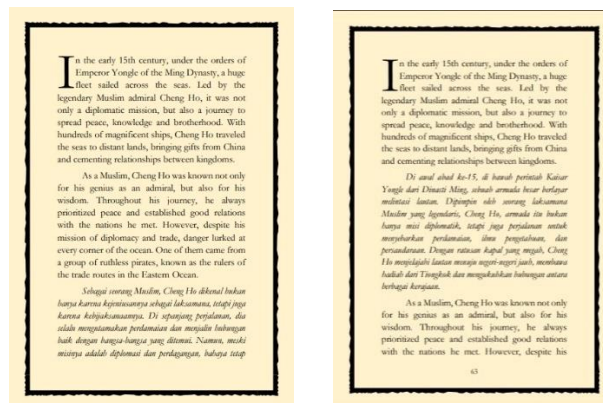 In the early 15th century, under the orders of
Emperor Yongle of the Ming Dynasty, a huge
fleet sailed across the seas. Led by the
legendary Muslim admiral Cheng Ho, it was not
only a diplomatic mission, but also a journey to
spread peace, knowledge and brotherhood. With
hundreds of magnificent ships, Cheng Ho traveled
the seas to distant lands, bringing gifts from China
and cementing relationships between kingdoms.
As a Muslim, Cheng Ho was known not only
for his genius as an admiral, but also for his
wisdom. Throughout his journey, he always
prioritized peace and established good relations
with the nations he met. However, despite his
mission of diplomacy and trade, danger lurked at
every corner of the ocean. One of them came from
a group of ruthless pirates, known as the rulers of
the trade routes in the Eastern Ocean.
Sebagai seorang Muslim, Cheng Ho dikenal bukan
hanya karena kejeniusannya sebagai laksamana, tetapi juga
karena kebijaksanaannya. Di sepanjang perjalanan, dia
selalu mengutamakan perdamaian dan menjalin hubungan
baik dengan bangsa-bangsa yang ditemui. Namun, meski
misinya adalah diplomasi dan perdagangan, bahaya tetap
In the early 15th century, under the orders of
Emperor Yongle of the Ming Dynasty, a huge
fleet sailed across the seas. Led by the
legendary Muslim admiral Cheng Ho, it was not
only a diplomatic mission, but also a journey to
spread peace, knowledge and brotherhood. With
hundreds of magnificent ships, Cheng Ho traveled
the seas to distant lands, bringing gifts from China
and cementing relationships between kingdoms.
Di awal abad ke-15, di bawah perintah Kaisar
Yongle dari Dinasti Ming, sebuah armada besar berlayar
melintasi lautan. Dipimpin oleh seorang laksamana
Muslim yang legendaris, Cheng Ho, armada itu bukan
hanya misi diplomatik, tetapi juga perjalanan untuk
menyebarkan perdamaian, ilmu pengetahuan, dan
persaudaraan. Dengan ratusan kapal yang megah, Cheng
Ho menjelajahi lautan menuju negeri-negeri jauh, membawa
hadiah dari Tiongkok dan mengukuhkan hubungan antara
berbagai kerajaan.
As a Muslim, Cheng Ho was known not only
for his genius as an admiral, but also for his
wisdom. Throughout his journey, he always
prioritized peace and established good relations
with the nations he met. However, despite his
63